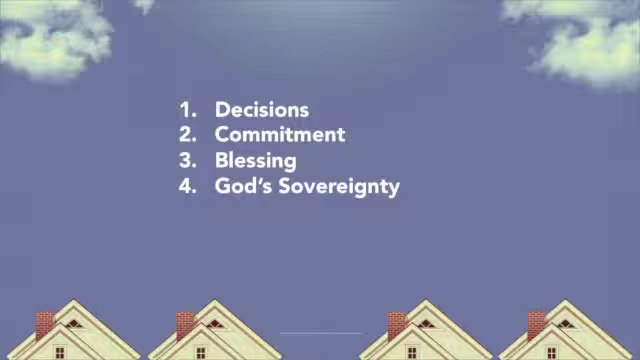 1. Decisions
2. Commitment
3. Blessing
4. God's Sovereignty